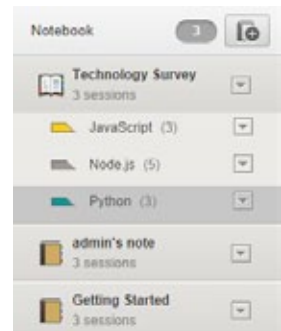 Notebook 3
Technology Survey
3 sessions
JavaScript (3)
Node.js (5)
Python (3)
admin's note
3 sessions
Getting Started
3 sessions